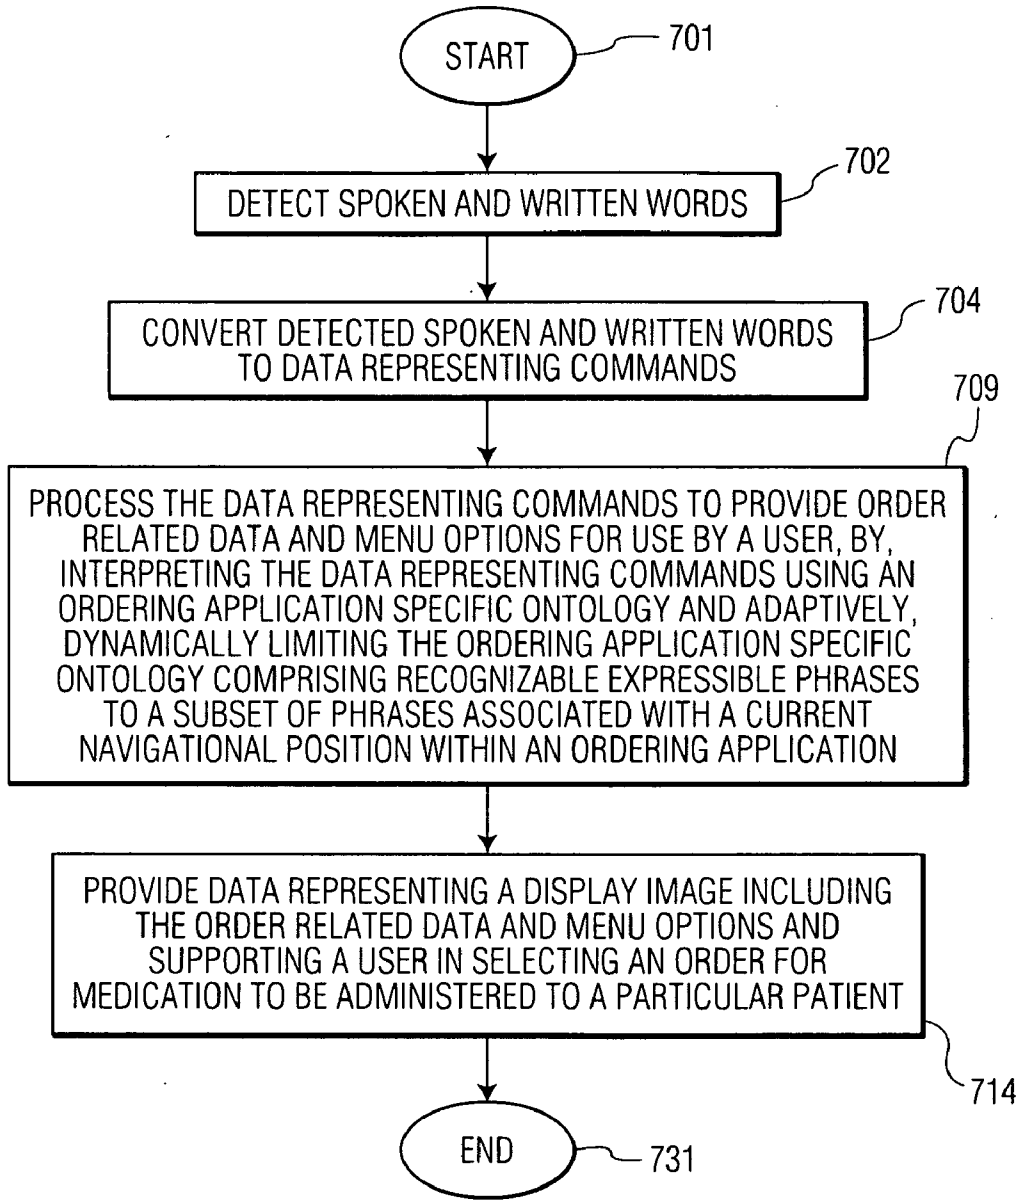 START
701
702
DETECT SPOKEN AND WRITTEN WORDS
704
CONVERT DETECTED SPOKEN AND WRITTEN WORDS
TO DATA REPRESENTING COMMANDS
709
PROCESS THE DATA REPRESENTING COMMANDS TO PROVIDE ORDER
RELATED DATA AND MENU OPTIONS FOR USE BY A USER, BY,
INTERPRETING THE DATA REPRESENTING COMMANDS USING AN
ORDERING APPLICATION SPECIFIC ONTOLOGY AND ADAPTIVELY,
DYNAMICALLY LIMITING THE ORDERING APPLICATION SPECIFIC
ONTOLOGY COMPRISING RECOGNIZABLE EXPRESSIBLE PHRASES
TO A SUBSET OF PHRASES ASSOCIATED WITH A CURRENT
NAVIGATIONAL POSITION WITHIN AN ORDERING APPLICATION
PROVIDE DATA REPRESENTING A DISPLAY IMAGE INCLUDING
THE ORDER RELATED DATA AND MENU OPTIONS AND
SUPPORTING A USER IN SELECTING AN ORDER FOR
MEDICATION TO BE ADMINISTERED TO A PARTICULAR PATIENT
714
END
731